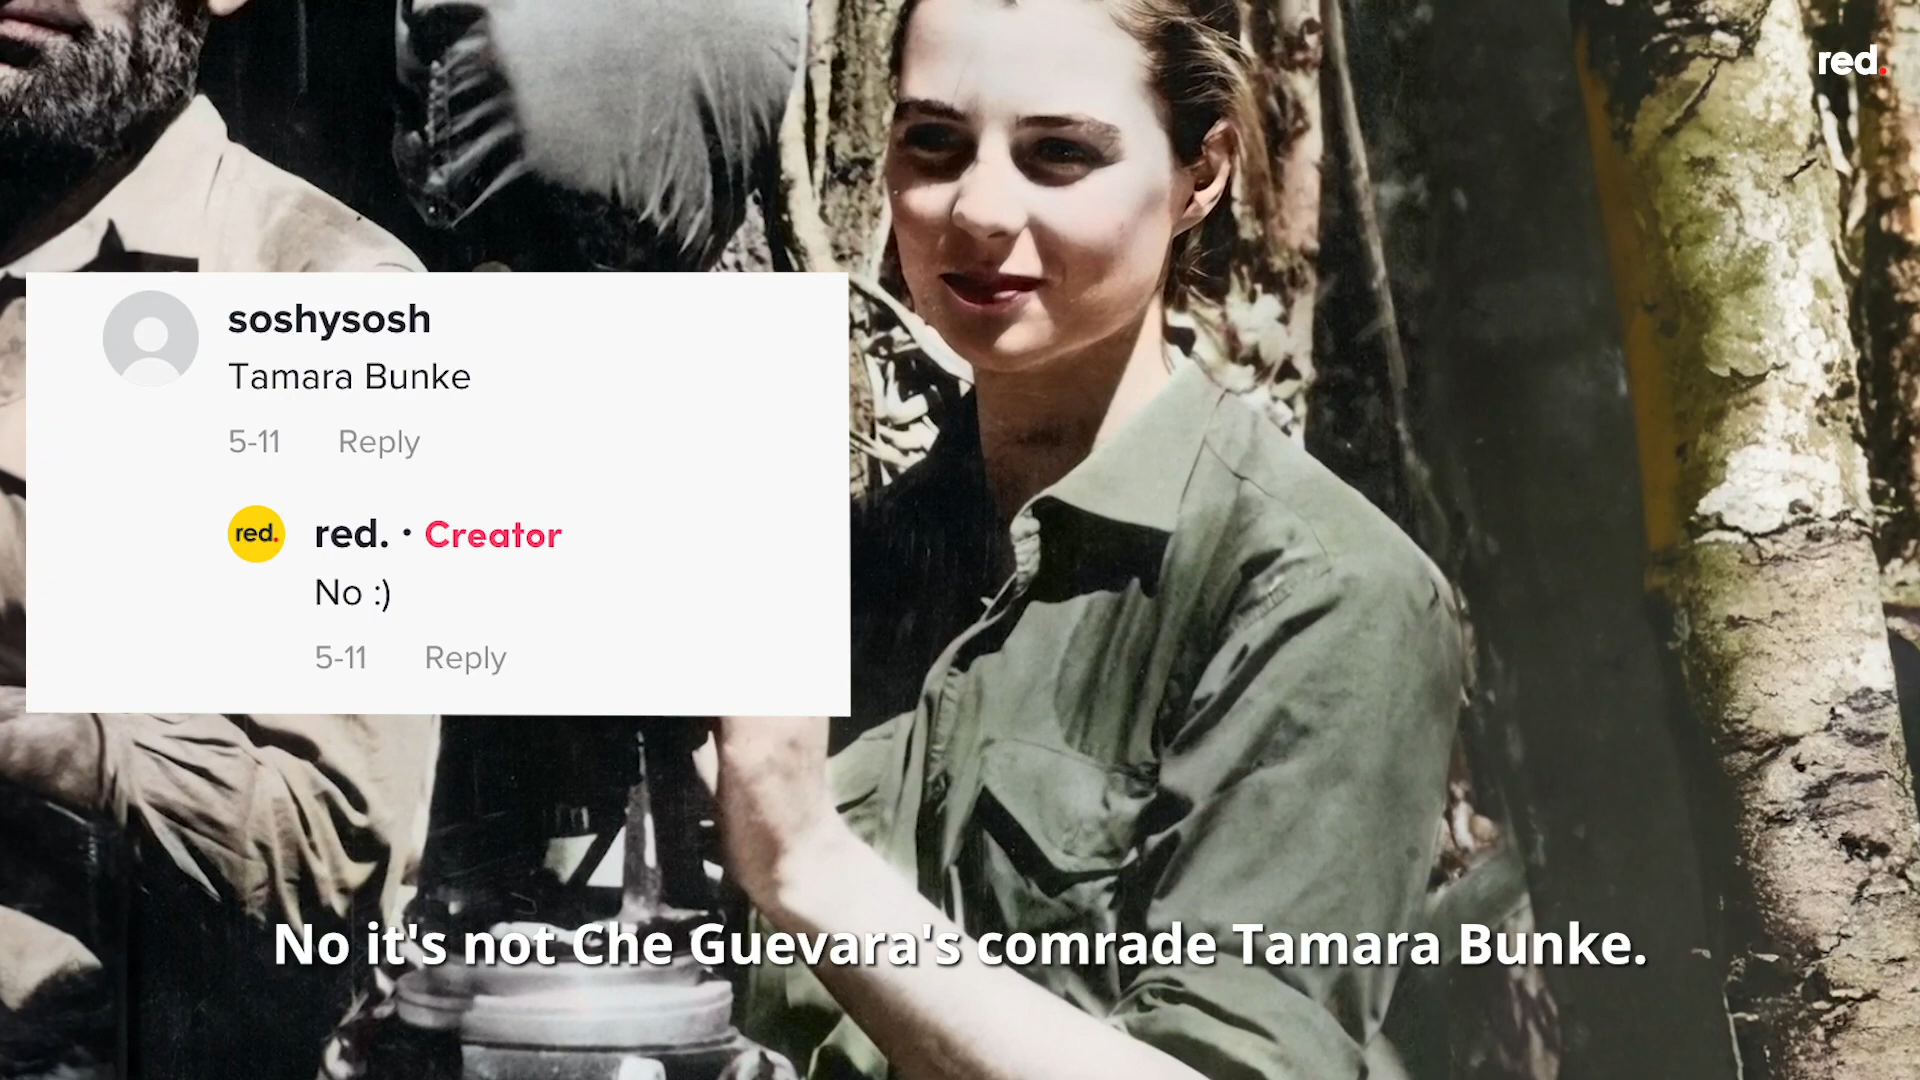 red.
soshysosh
Tamara Bunke
5-11 Reply
red.
red. · Creator
No :)
5-11 Reply
No it's not Che Guevara's comrade Tamara Bunke.